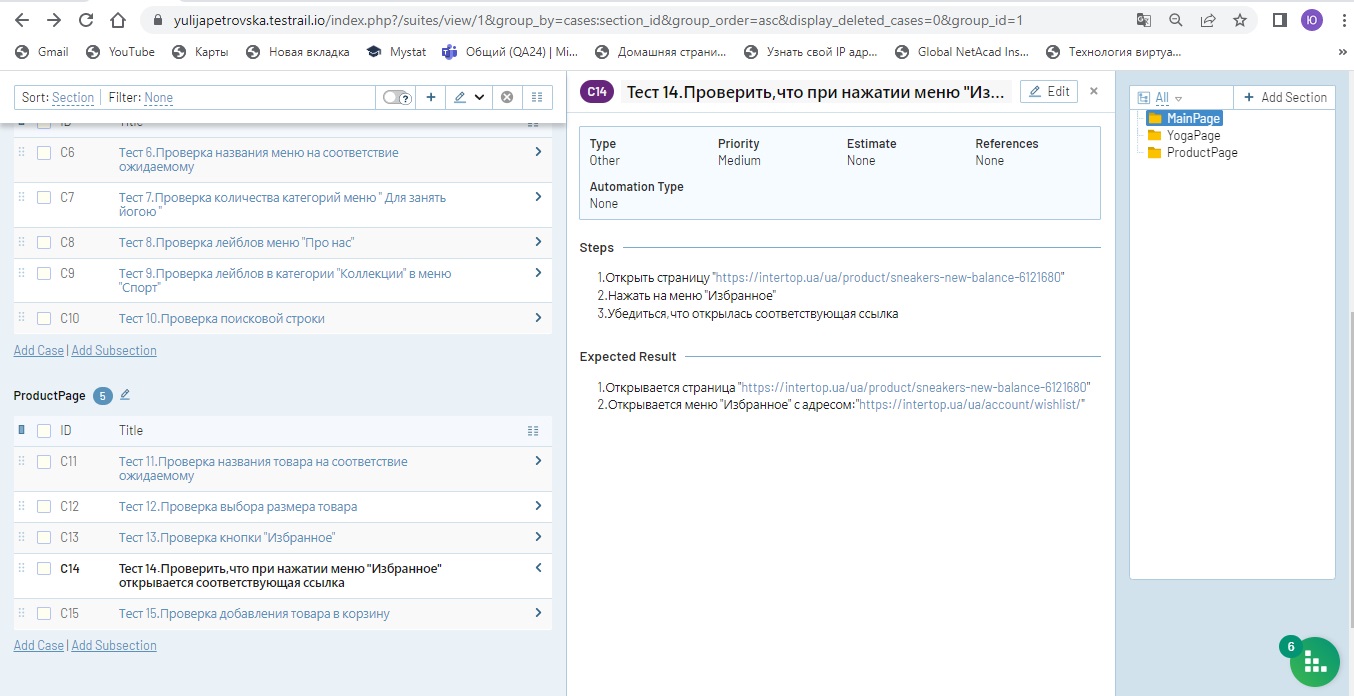 yulijapetrovska.testrail.io/index.php?/suites/view/1&group_by=cases:section_id&group_order=asc&display_deleted_cases=0&group_id=1
Ю
Gmail YouTube Карты Новая вкладка Mystat Общий (QA24) | Mi... Домашняя страни... Узнать свой IP адр... Global NetAcad Ins... Технология виртуа... »
Sort: Section Filter: None
ID Title
C6 Тест 6.Проверка названия меню на соответствие
ожидаемому
C7 Тест 7.Проверка количества категорий меню " Для занять
йогою "
C8 Тест 8.Проверка лейблов меню "Про нас"
C9 Тест 9.Проверка лейблов в категории "Коллекции" в меню
"Спорт"
C10 Тест 10.Проверка поисковой строки
Add Case | Add Subsection
ProductPage 5
ID Title
C11 Тест 11.Проверка названия товара на соответствие
ожидаемому
C12 Тест 12.Проверка выбора размера товара
C13 Тест 13.Проверка кнопки "Избранное"
C14 Тест 14.Проверить,что при нажатии меню "Избранное"
открывается соответствующая ссылка
C15 Тест 15.Проверка добавления товара в корзину
Add Case | Add Subsection
C14 Тест 14.Проверить,что при нажатии меню "Из... Edit ×
Type Priority Estimate References
Other Medium None None
Automation Type
None
Steps
1.Открыть страницу "https://intertop.ua/ua/product/sneakers-new-balance-6121680"
2.Нажать на меню "Избранное"
3.Убедиться,что открылась соответствующая ссылка
Expected Result
1.Открывается страница "https://intertop.ua/ua/product/sneakers-new-balance-6121680"
2.Открывается меню "Избранное" с адресом:"https://intertop.ua/ua/account/wishlist/"
All + Add Section
MainPage
YogaPage
ProductPage
6